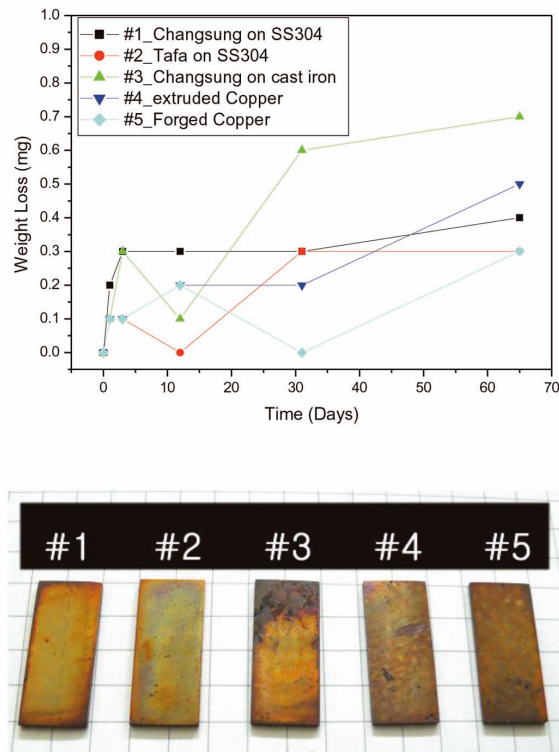 1.0
0.9
0.8
0.7
0.6
0.5
0.4
0.3
0.2
0.1
0.0
Weight Loss (mg)
#1_Changsung on SS304
#2_Tafa on SS304
#3_Changsung on cast iron
#4_extruded Copper
#5_Forged Copper
0 10 20 30 40 50 60 70
Time (Days)
#1 #2 #3 #4 #5